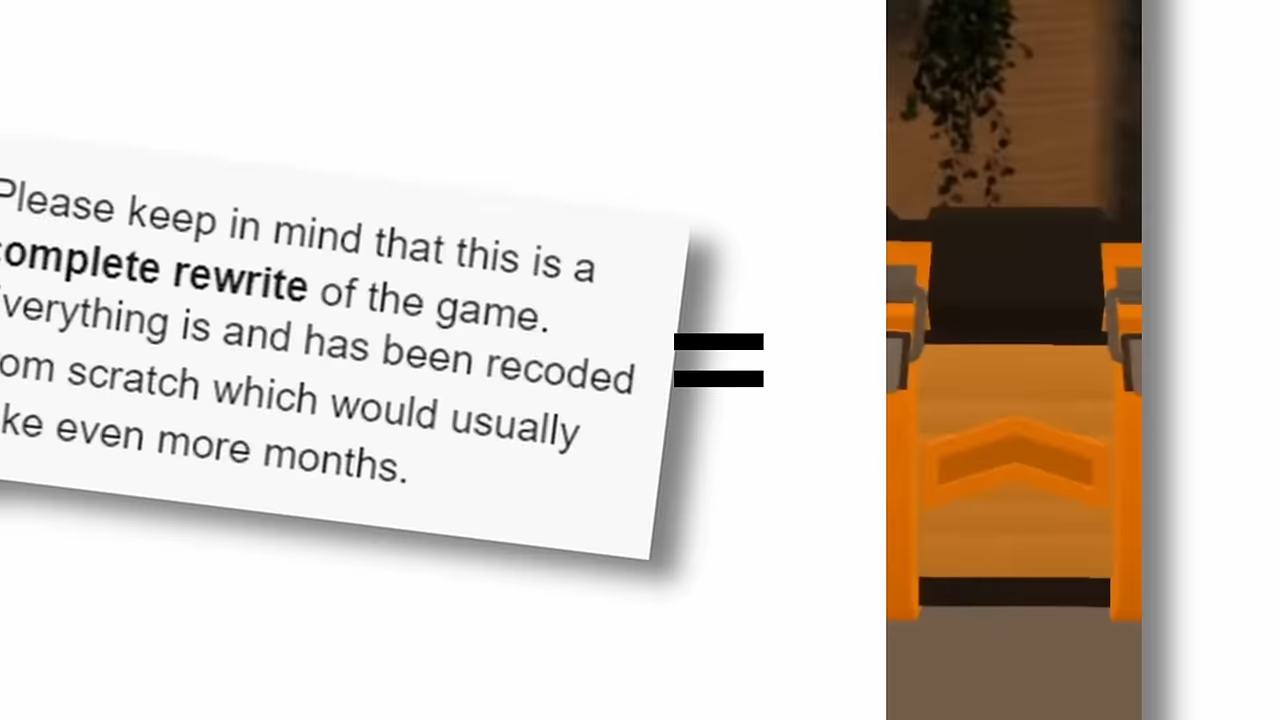 Please keep in mind that this is a
complete rewrite of the game.
verything is and has been recoded
om scratch which would usually
ke even more months.
=